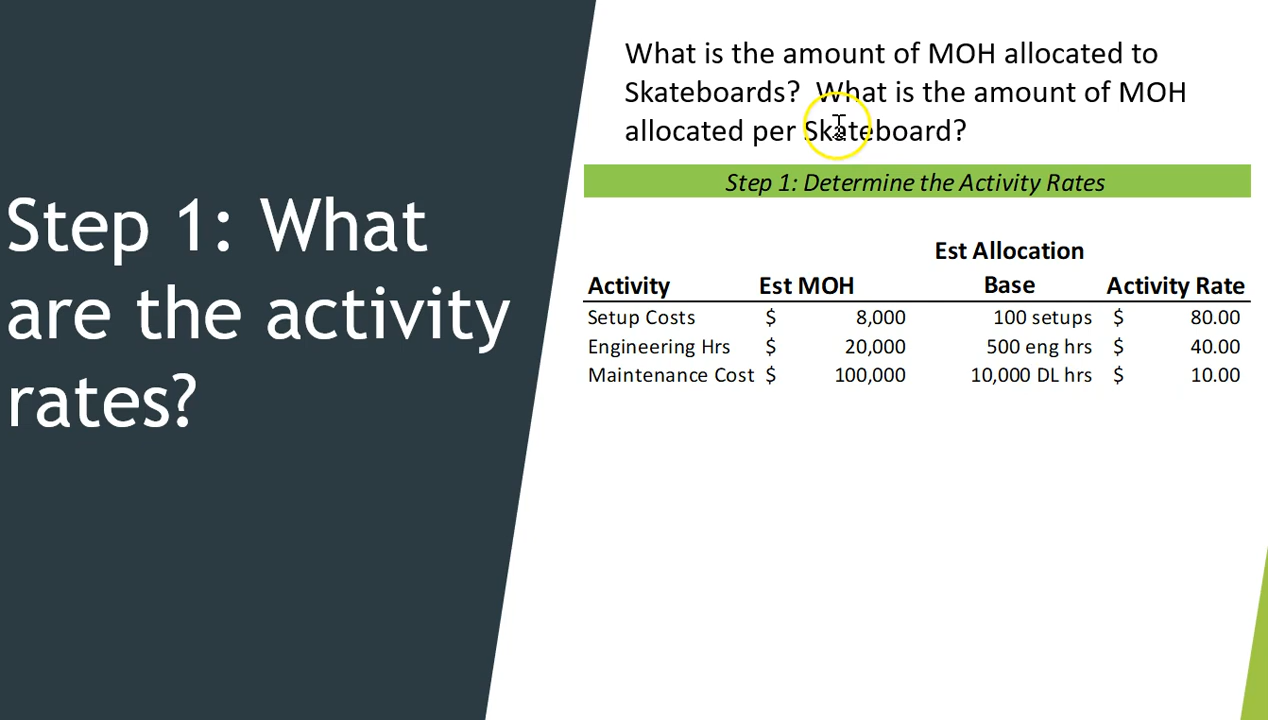 Step 1: What
are the activity
rates?
What is the amount of MOH allocated to
Skateboards? What is the amount of MOH
allocated per Skateboard?
Step 1: Determine the Activity Rates
Est Allocation
Activity Est MOH Base Activity Rate
Setup Costs $ 8,000 100 setups $ 80.00
Engineering Hrs $ 20,000 500 eng hrs $ 40.00
Maintenance Cost $ 100,000 10,000 DL hrs $ 10.00